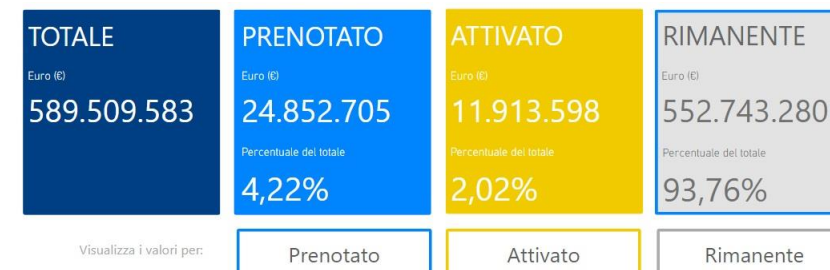 TOTALE
Euro (€)
589.509.583
PRENOTATO
Euro (€)
24.852.705
Percentuale del totale
4,22%
ATTIVATO
Euro (€)
11.913.598
Percentuale del totale
2,02%
RIMANENTE
Euro (€)
552.743.280
Percentuale del totale
93,76%
Visualizza i valori per:
Prenotato
Attivato
Rimanente